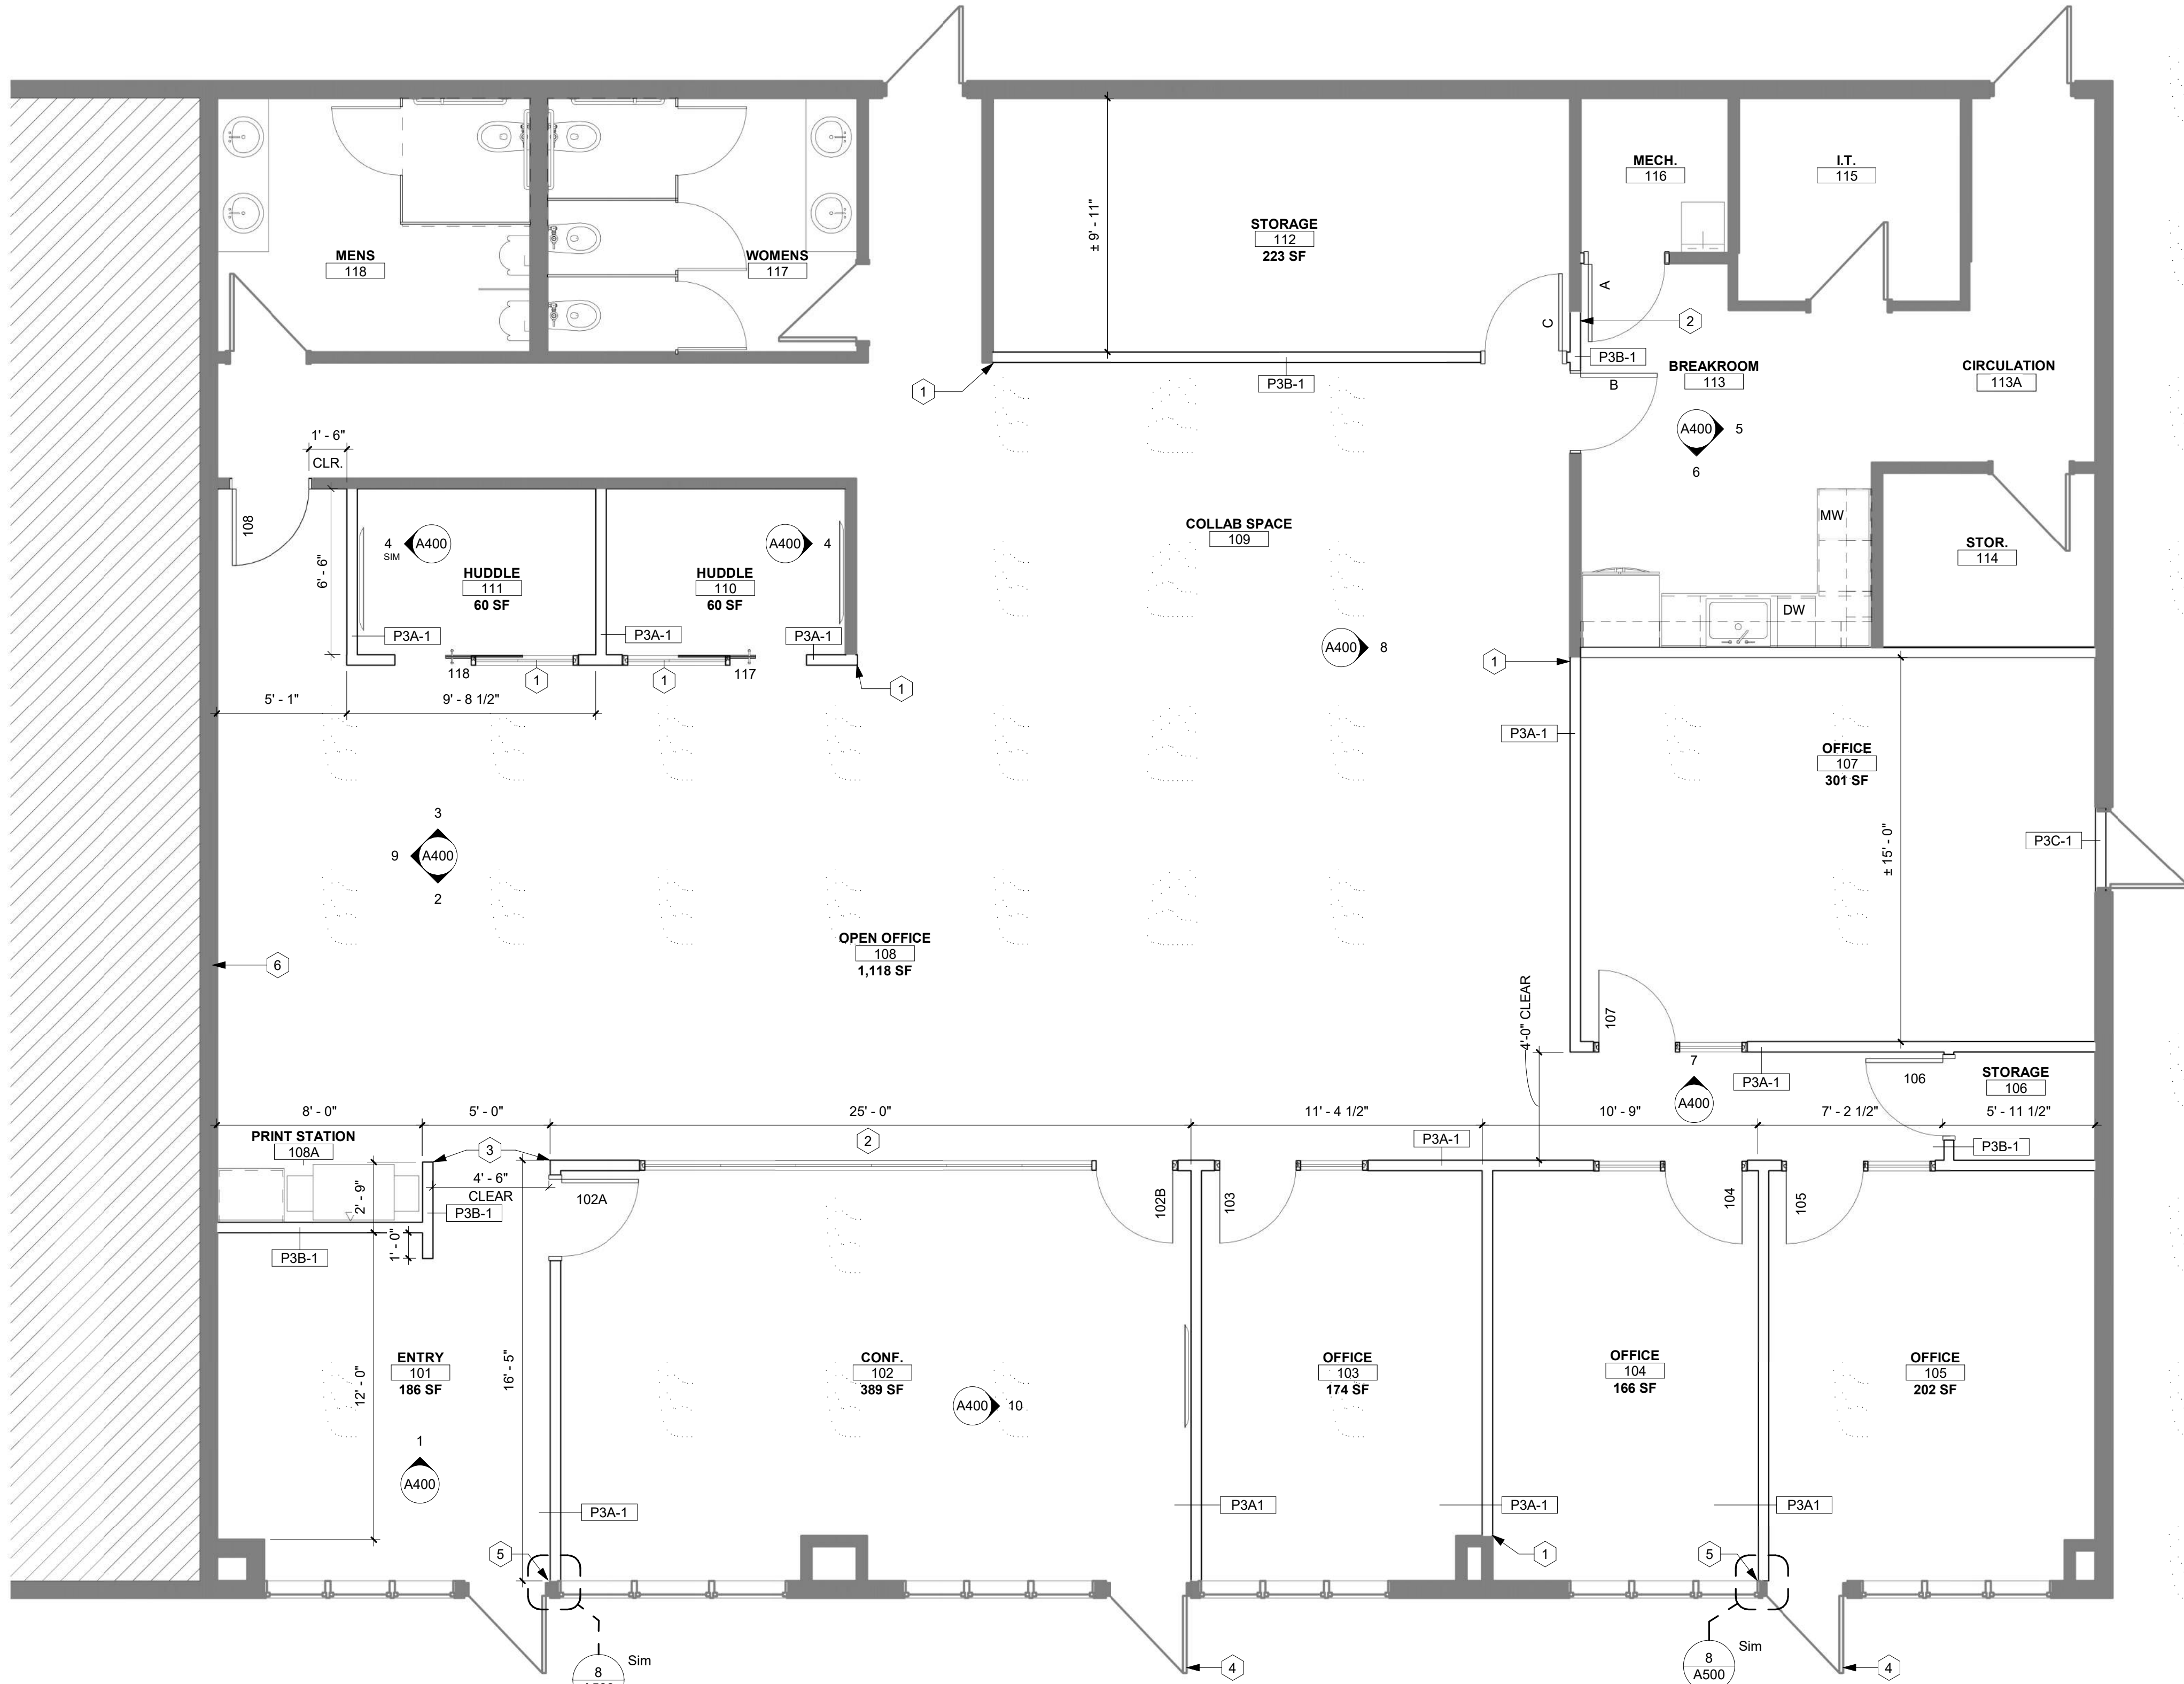 MENS
118
WOMENS
117
± 9' - 11"
STORAGE
112
223 SF
MECH.
116
I.T.
115
A
C
2
P3B-1
B
BREAKROOM
113
CIRCULATION
113A
1
P3B-1
A400
5
6
1' - 6"
CLR.
108
6' - 6"
4
SIM
A400
HUDDLE
111
60 SF
A400
4
HUDDLE
110
60 SF
COLLAB SPACE
109
MW
DW
STOR.
114
P3A-1
P3A-1
P3A-1
118
1
1
117
1
A400
8
1
5' - 1"
9' - 8 1/2"
P3A-1
OFFICE
107
301 SF
± 15' - 0"
P3C-1
3
9
A400
2
OPEN OFFICE
108
1,118 SF
6
4'-0" CLEAR
107
7
A400
P3A-1
106
STORAGE
106
8' - 0"
5' - 0"
25' - 0"
11' - 4 1/2"
10' - 9"
7' - 2 1/2"
5' - 11 1/2"
PRINT STATION
108A
3
2
P3A-1
P3B-1
2' - 9"
4' - 6"
CLEAR
P3B-1
102A
102B
103
104
105
P3B-1
1' - 0"
12' - 0"
16' - 5"
ENTRY
101
186 SF
CONF.
102
389 SF
OFFICE
103
174 SF
OFFICE
104
166 SF
OFFICE
105
202 SF
A400
10
1
A400
P3A-1
P3A1
P3A-1
P3A1
5
1
5
8
Sim
4
8
A500
Sim
4